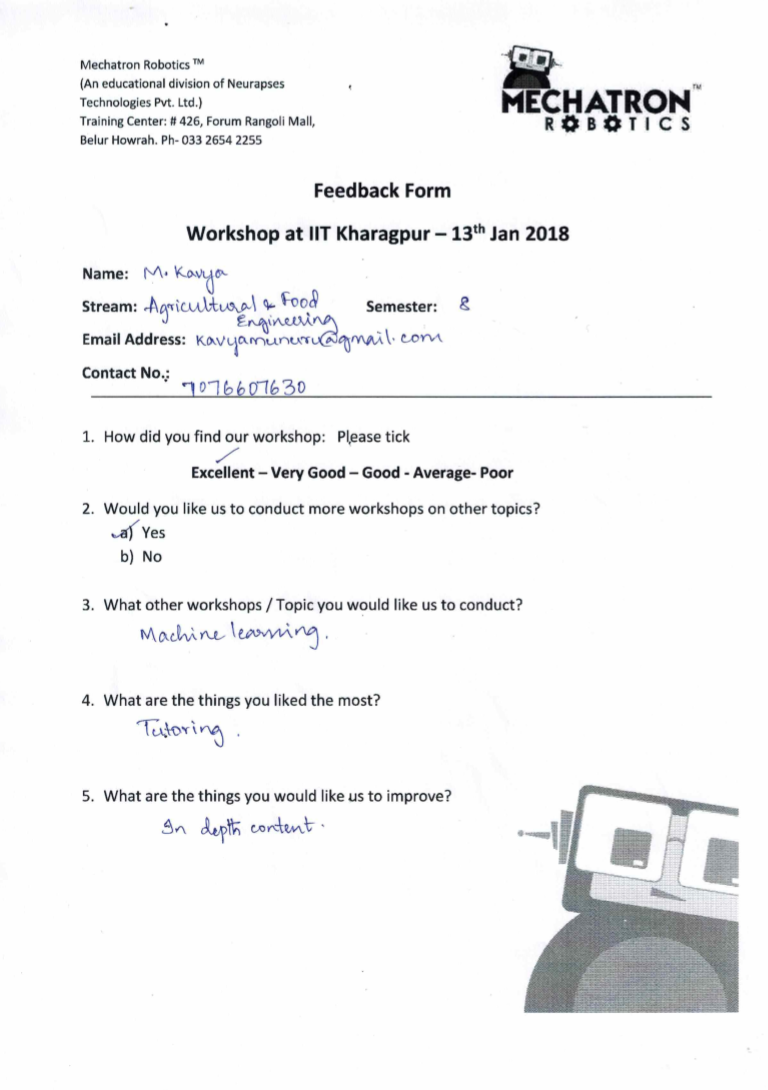 Mechatron Robotics ™
(An educational division of Neurapses
Technologies Pvt. Ltd.)
Training Center: # 426, Forum Rangoli Mall,
Belur Howrah. Ph- 033 2654 2255
MECHATRON™
ROBOTICS
Feedback Form
Workshop at IIT Kharagpur – 13th Jan 2018
Name: M. Kavya
Stream: Agricultural & Food Engineering Semester: 8
Email Address: kavyamunuru@gmail.com
Contact No.: 7076607630
1. How did you find our workshop: Please tick
Excellent – Very Good – Good - Average- Poor
2. Would you like us to conduct more workshops on other topics?
a) Yes
b) No
3. What other workshops / Topic you would like us to conduct?
Machine learning.
4. What are the things you liked the most?
Tutoring.
5. What are the things you would like us to improve?
In depth content.